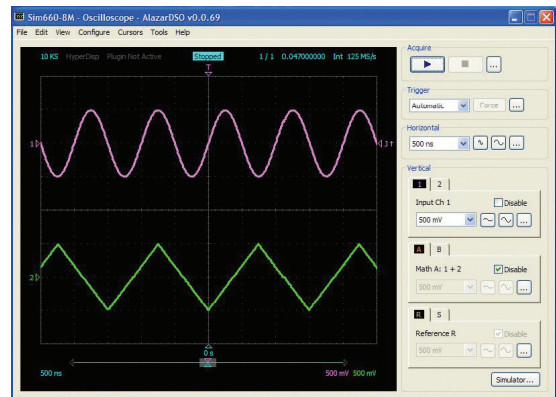 Sim660-8M - Oscilloscope - AlazarDSO v0.0.69
File Edit View Configure Cursors Tools Help
10 KS HyperDisp Plugin Not Active Stopped 1 / 1 0.047000000 Int 125 MS/s
T
1
1
2
0 s
500 ns 500 mV 500 mV
Acquire
...
Trigger
Automatic Force ...
Horizontal
500 ns ...
Vertical
1 2
Input Ch 1 Disable
500 mV ...
A B
Math A: 1 + 2 Disable
500 mV ...
R S
Reference R Disable
500 mV ...
Simulator...